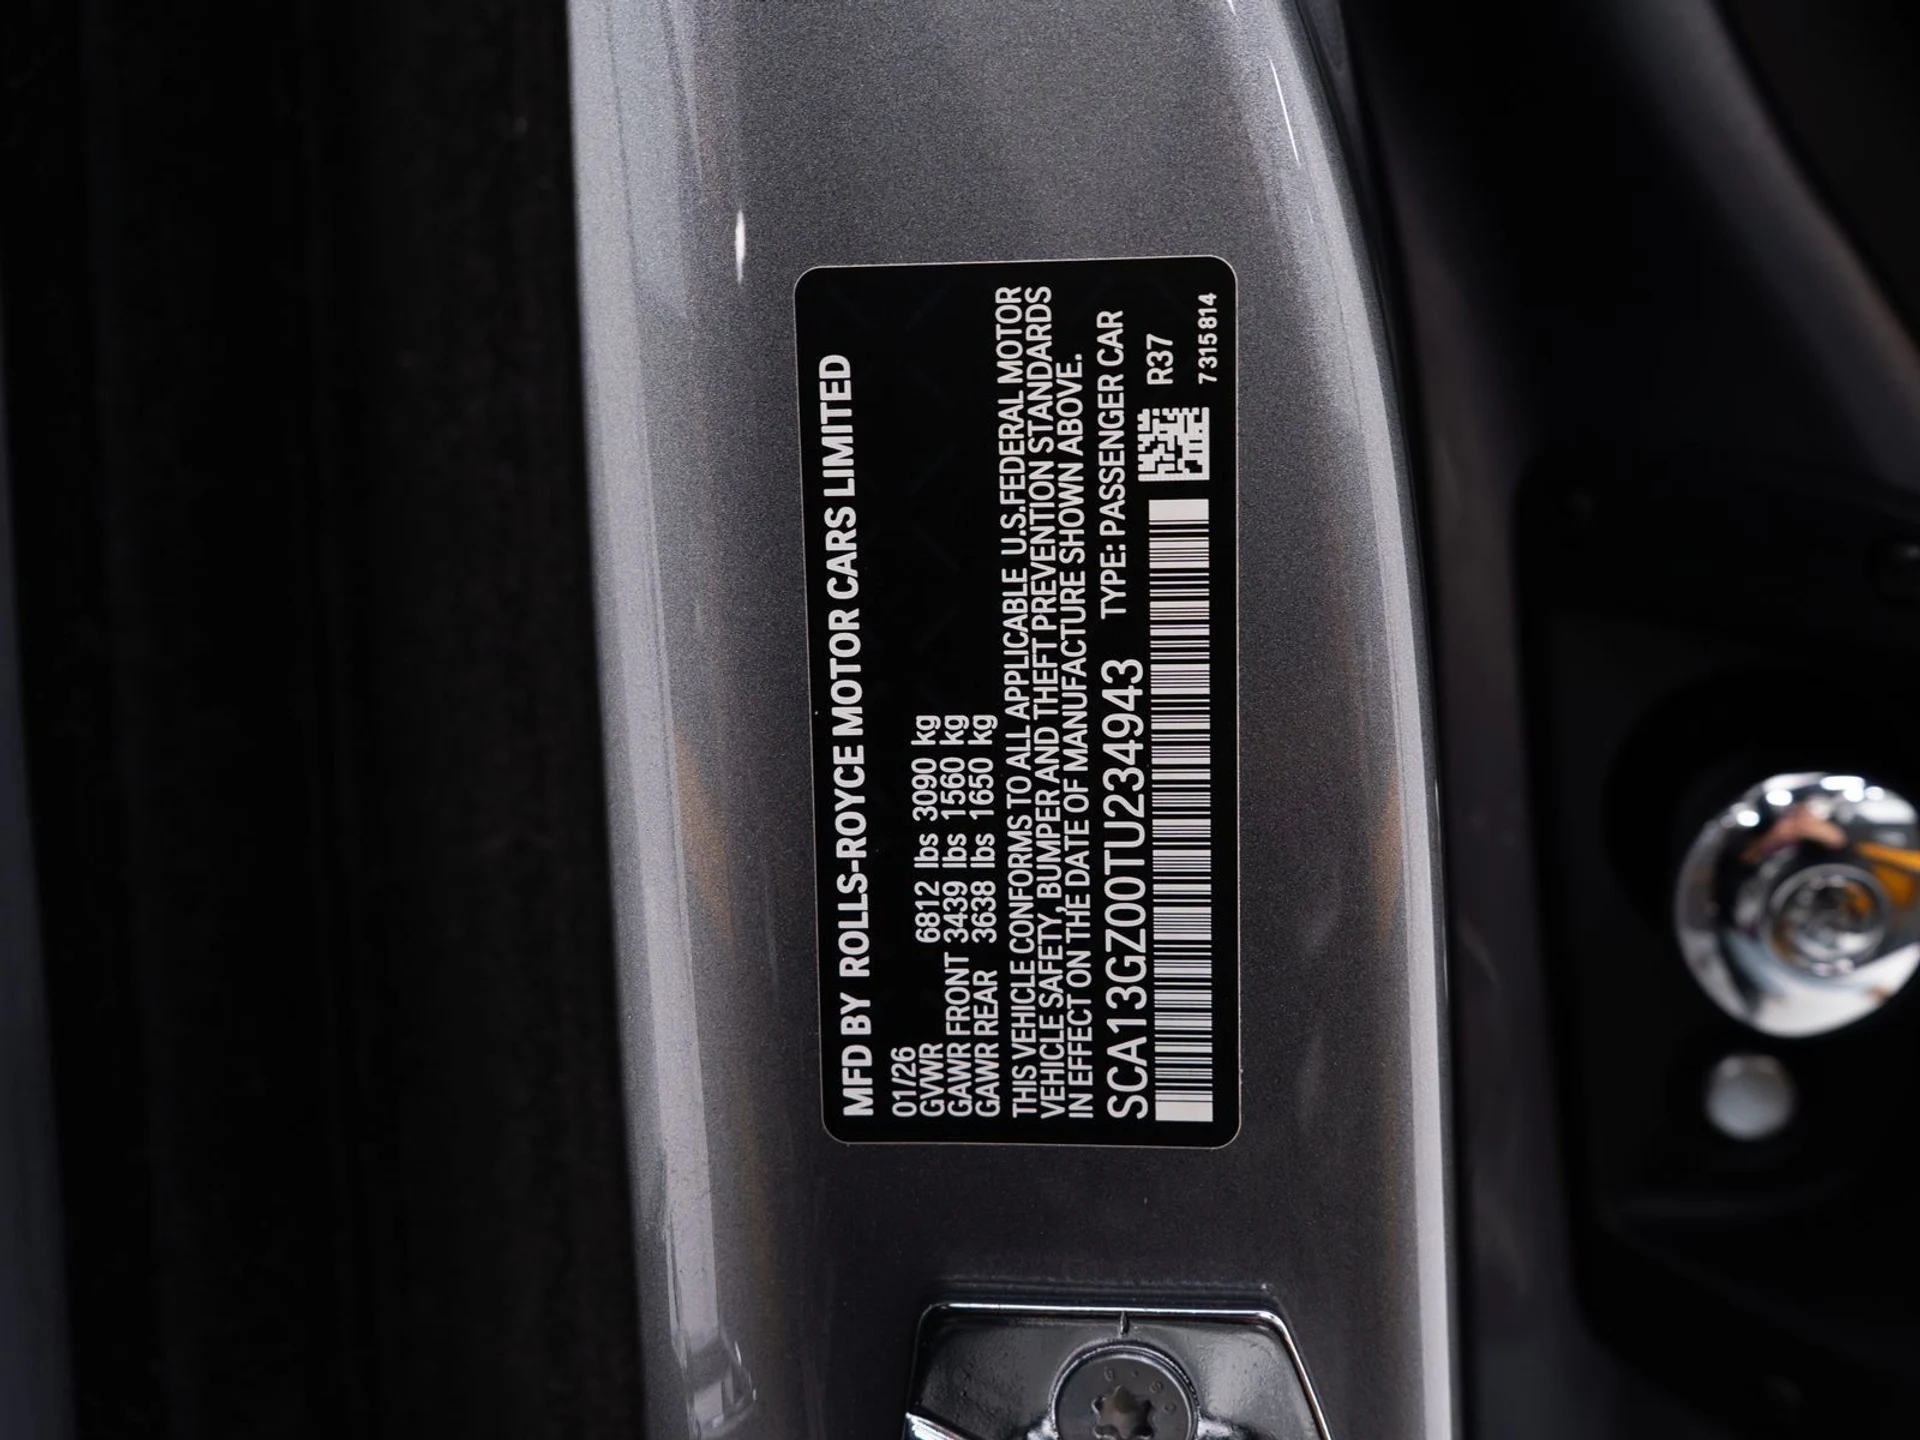 MFD BY ROLLS-ROYCE MOTOR CARS LIMITED
01/26
GVWR 6812 lbs 3090 kg
GAWR FRONT 3439 lbs 1560 kg
GAWR REAR 3638 lbs 1650 kg
THIS VEHICLE CONFORMS TO ALL APPLICABLE U.S.FEDERAL MOTOR
VEHICLE SAFETY, BUMPER AND THEFT PREVENTION STANDARDS
IN EFFECT ON THE DATE OF MANUFACTURE SHOWN ABOVE.
SCA13GZ00TU234943 TYPE: PASSENGER CAR
R37
7315814